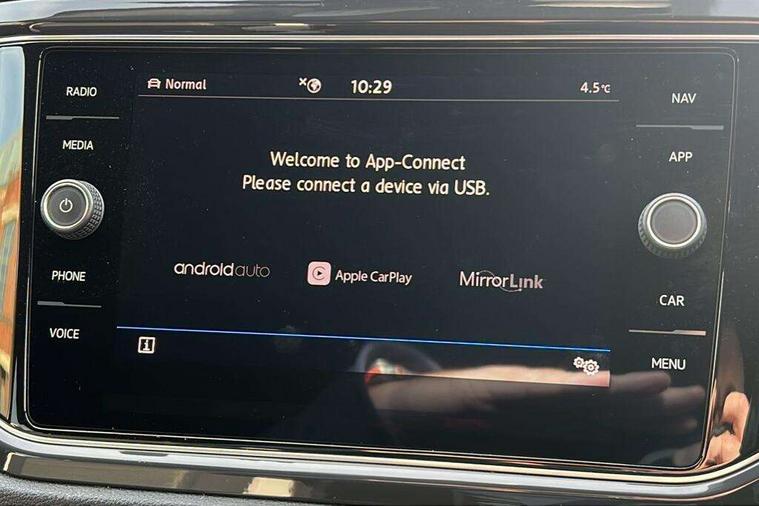 RADIO
MEDIA
PHONE
VOICE
Normal
10:29
4.5°C
Welcome to App-Connect
Please connect a device via USB.
androidauto
Apple CarPlay
MirrorLink
i
NAV
APP
CAR
MENU